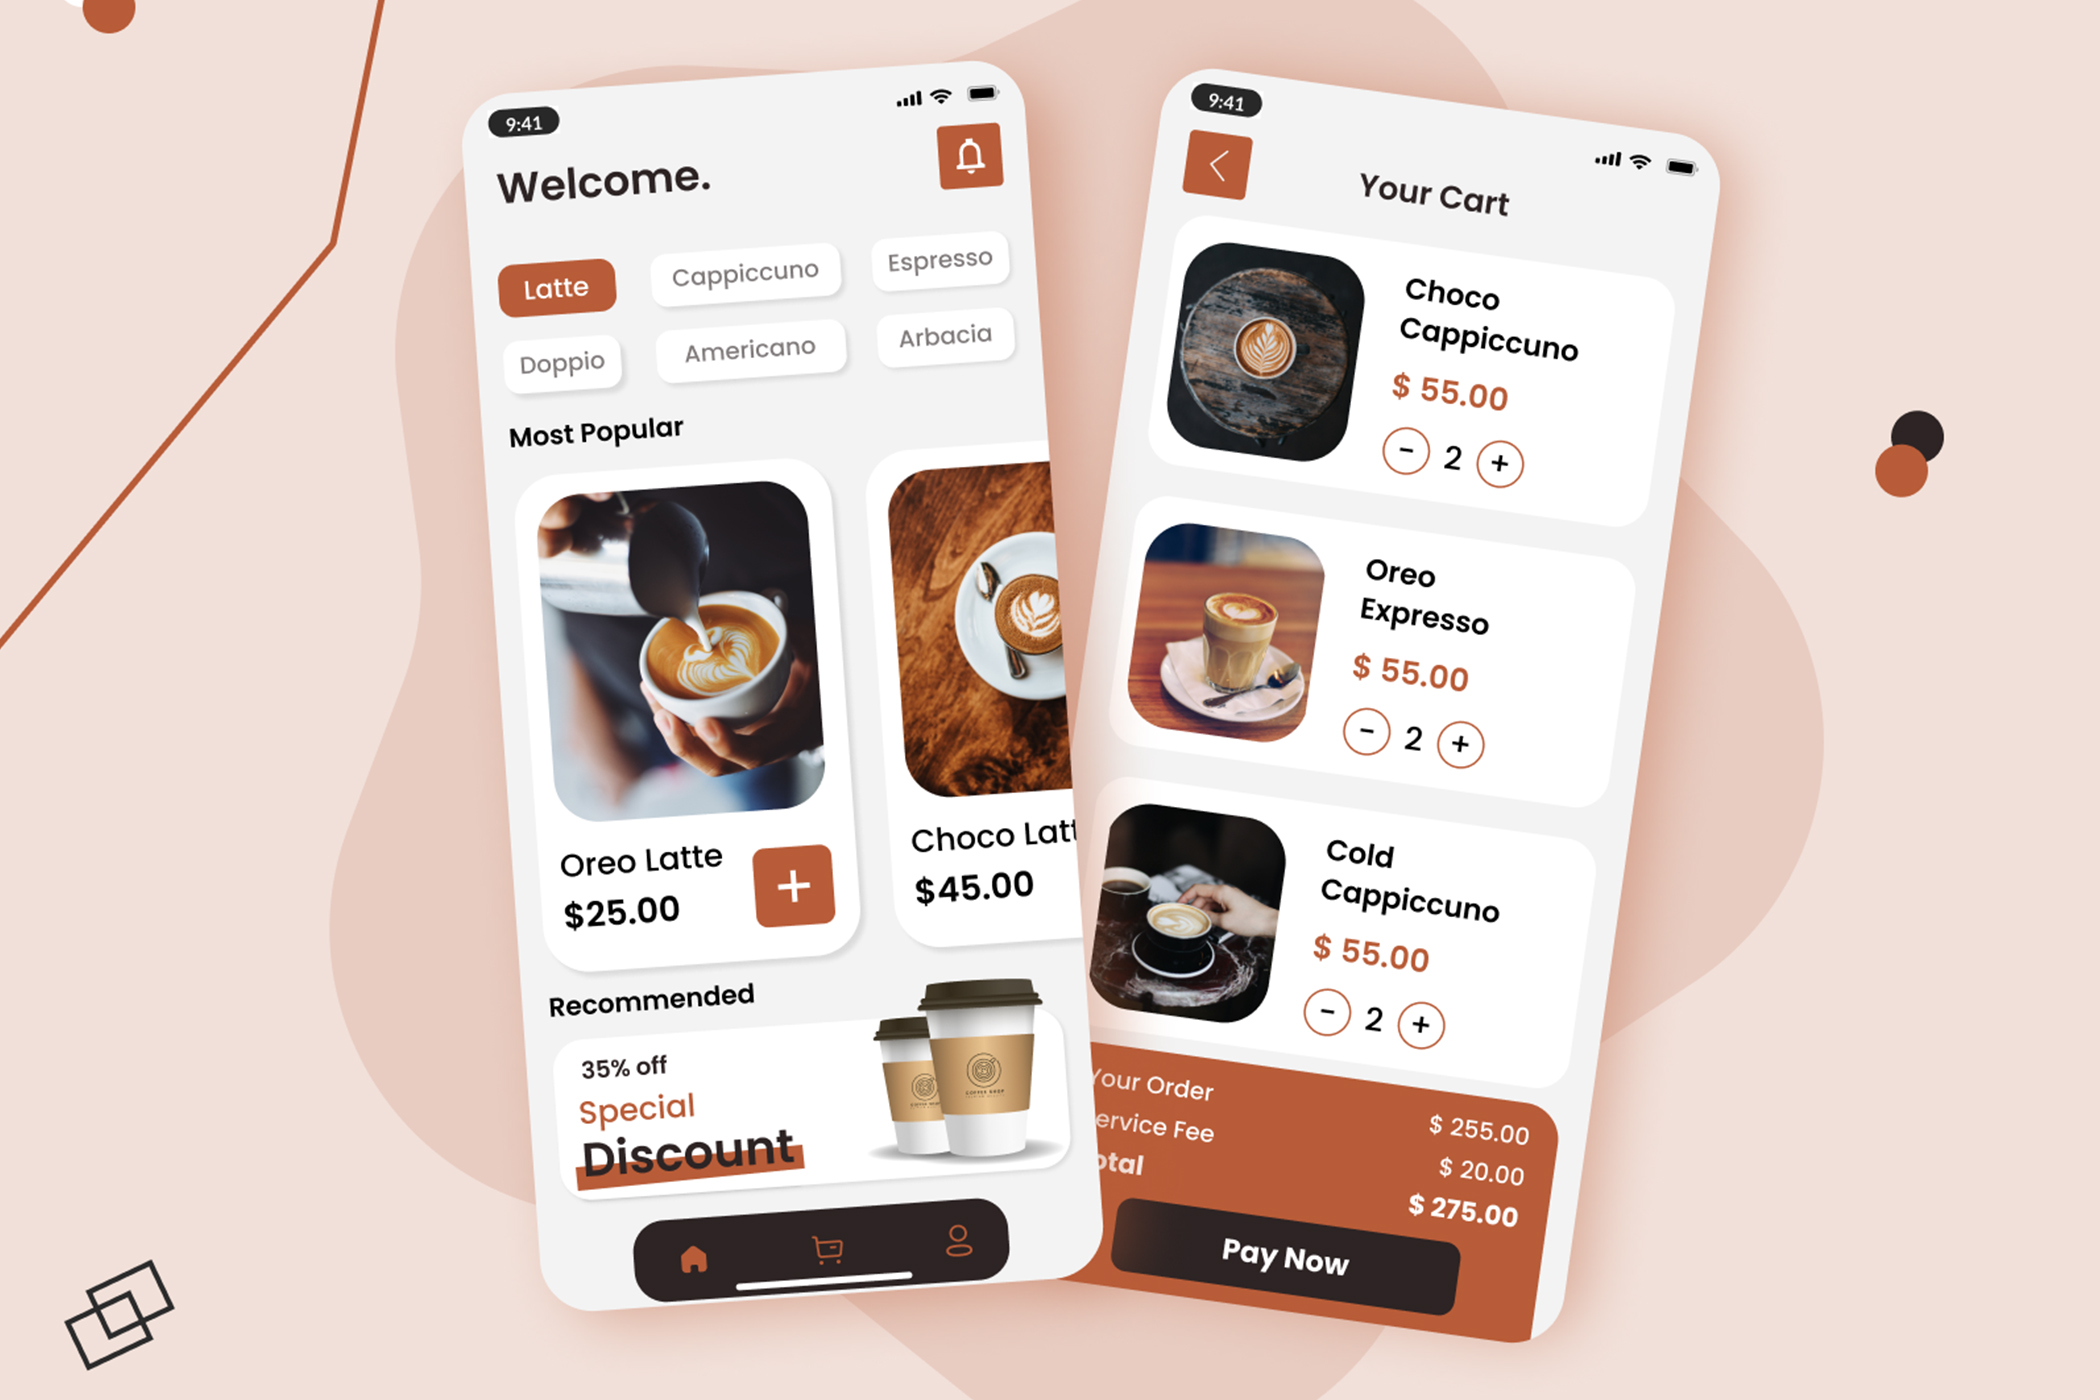 9:41
Welcome.
Latte
Cappiccuno
Espresso
Doppio
Americano
Arbacia
Most Popular
Oreo Latte
$25.00
Choco Latt
$45.00
Recommended
35% off
Special
Discount
COFFEE SHOP
9:41
Your Cart
Choco
Cappiccuno
$ 55.00
- 2 +
Oreo
Expresso
$ 55.00
- 2 +
Cold
Cappiccuno
$ 55.00
- 2 +
Your Order
$ 255.00
ervice Fee
$ 20.00
otal
$ 275.00
Pay Now